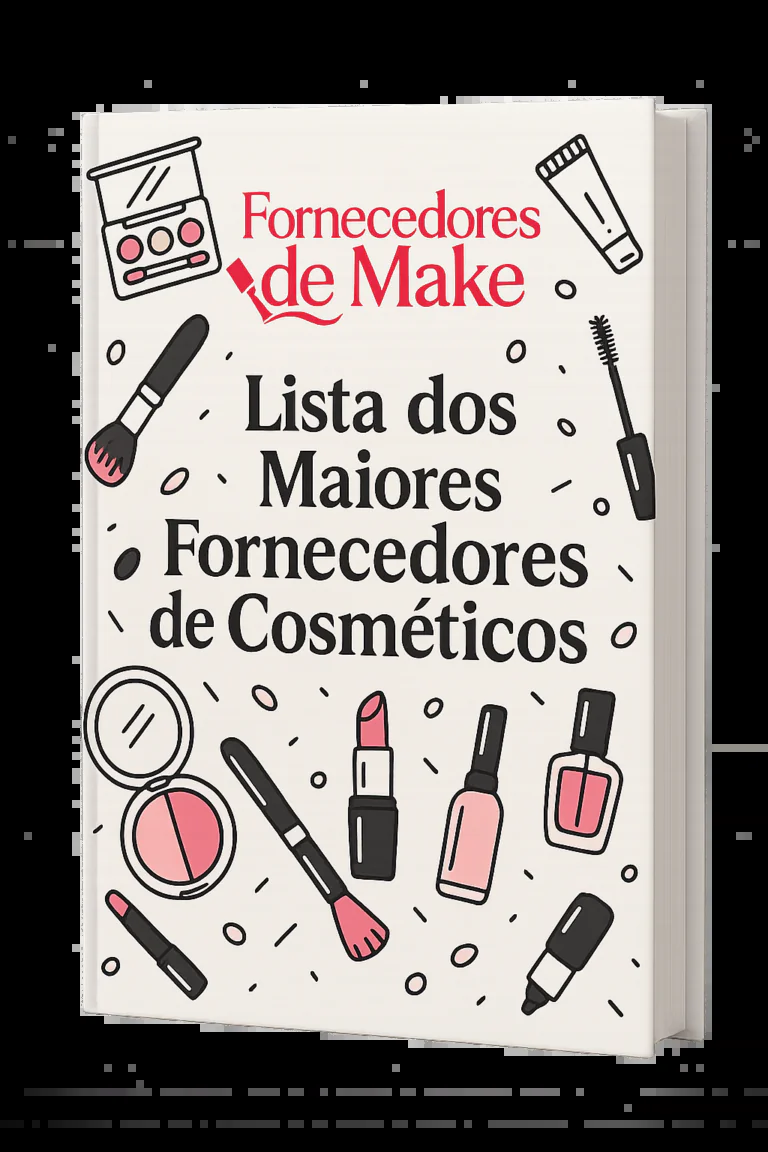 Fornecedores
de Make
Lista dos
Maiores
Fornecedores
de Cosméticos